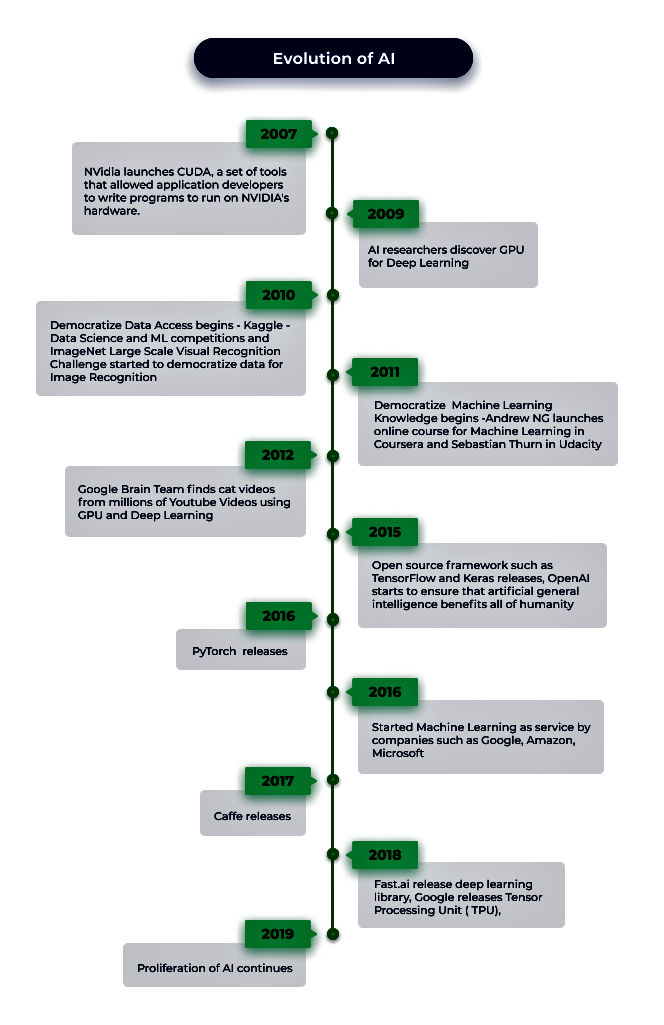 Evolution of AI
2007
NVidia launches CUDA, a set of tools
that allowed application developers
to write programs to run on NVIDIA's
hardware.
2009
AI researchers discover GPU
for Deep Learning
2010
Democratize Data Access begins - Kaggle -
Data Science and ML competitions and
ImageNet Large Scale Visual Recognition
Challenge started to democratize data for
Image Recognition
2011
Democratize  Machine Learning
Knowledge begins -Andrew NG launches
online course for Machine Learning in
Coursera and Sebastian Thurn in Udacity
2012
Google Brain Team finds cat videos
from millions of Youtube Videos using
GPU and Deep Learning
2015
Open source framework such as
TensorFlow and Keras releases, OpenAI
starts to ensure that artificial general
intelligence benefits all of humanity
2016
PyTorch  releases
2016
Started Machine Learning as service by
companies such as Google, Amazon,
Microsoft
2017
Caffe releases
2018
Fast.ai release deep learning
library, Google releases Tensor
Processing Unit ( TPU),
2019
Proliferation of AI continues